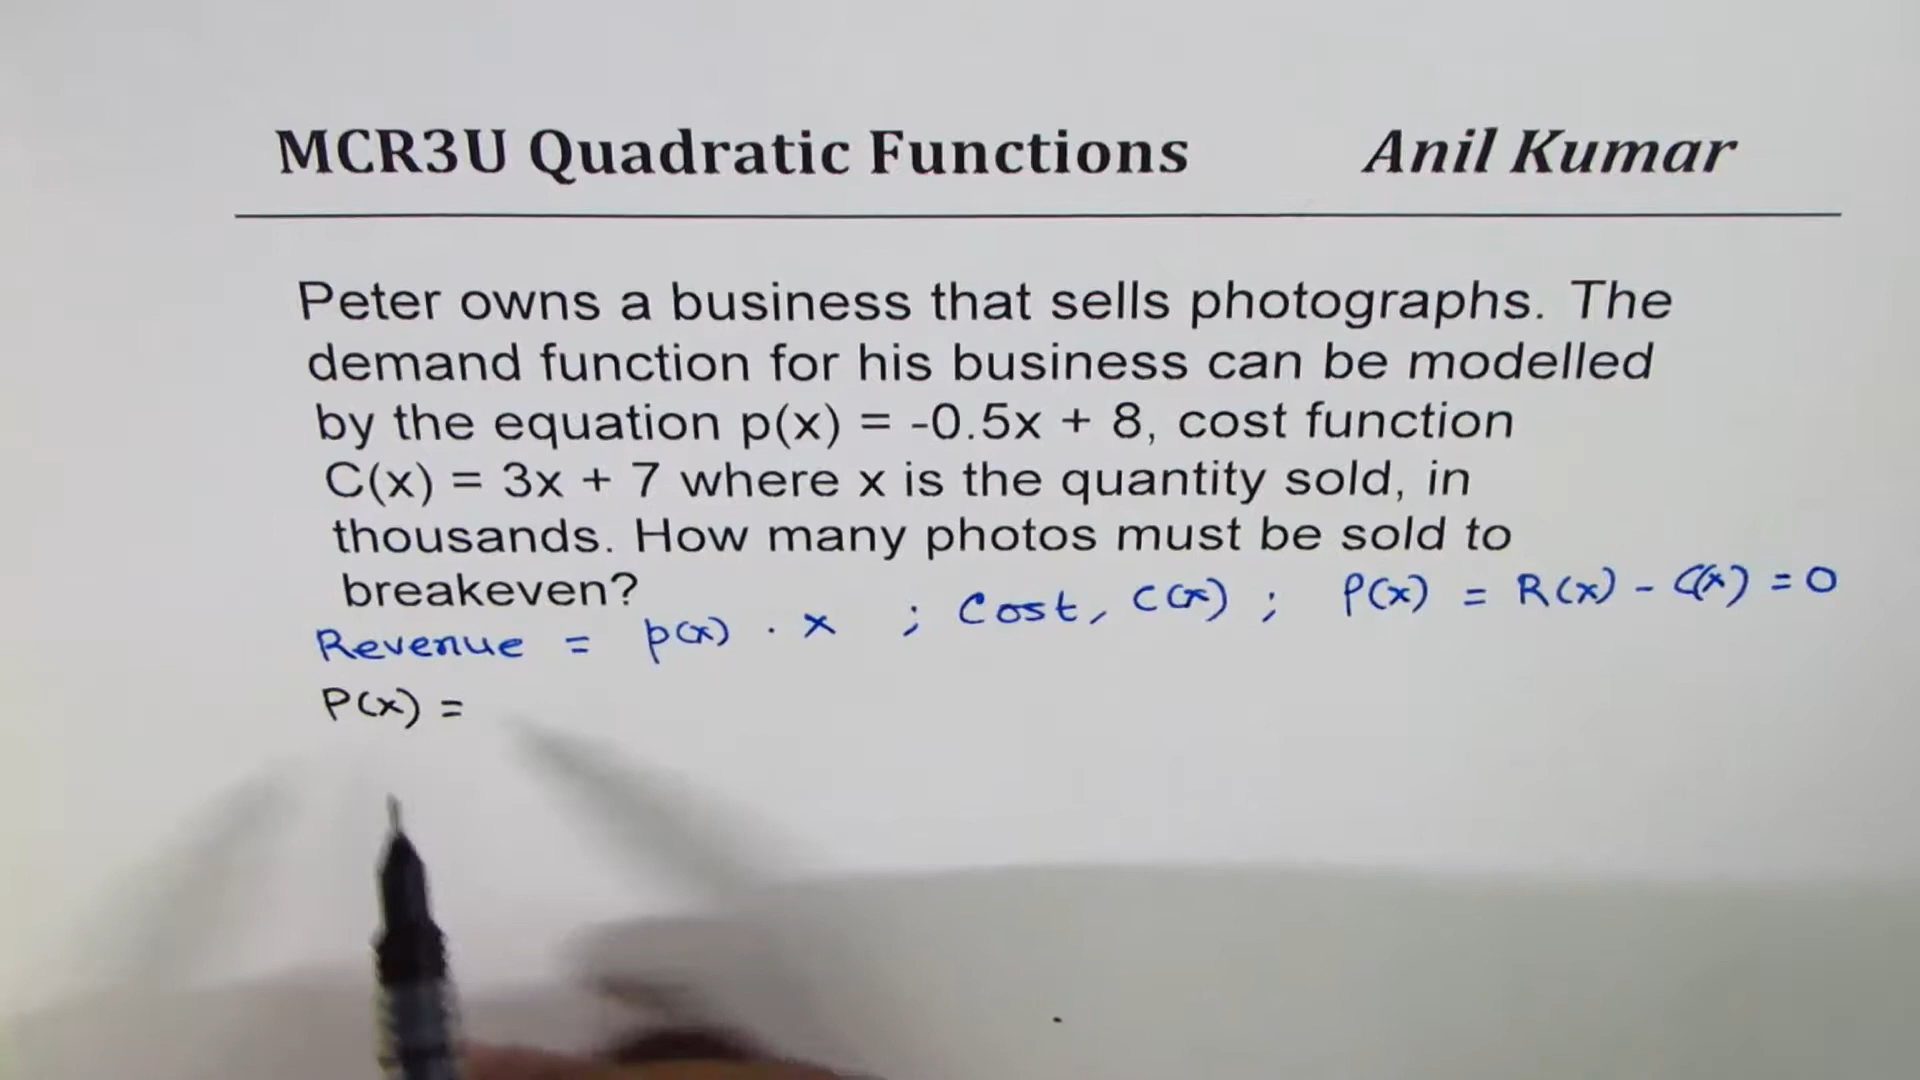 MCR3U Quadratic Functions Anil Kumar
Peter owns a business that sells photographs. The
demand function for his business can be modelled
by the equation p(x) = -0.5x + 8, cost function
C(x) = 3x + 7 where x is the quantity sold, in
thousands. How many photos must be sold to
breakeven?
Revenue = p(x) · x ; Cost, C(x) ; P(x) = R(x) - C(x) = 0
P(x) =